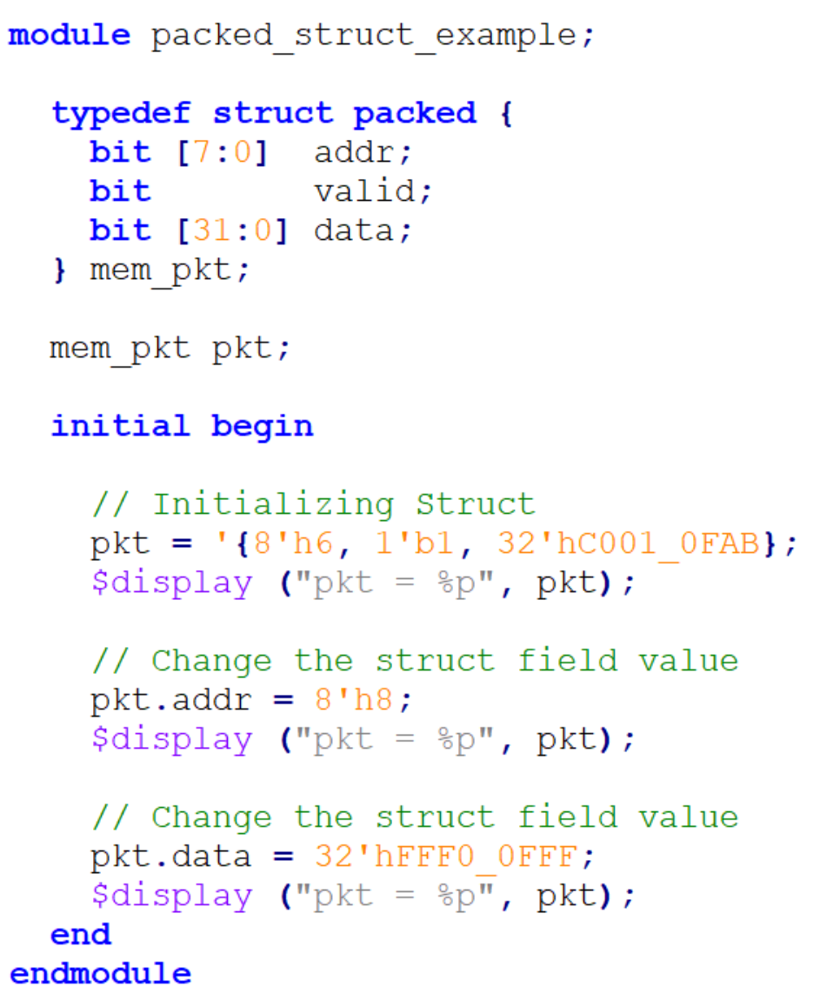 module packed_struct_example;
typedef struct packed {
bit [7:0] addr;
bit valid;
bit [31:0] data;
} mem_pkt;
mem_pkt pkt;
initial begin
// Initializing Struct
pkt = '{8'h6, 1'b1, 32'hC001_0FAB};
$display ("pkt = %p", pkt);
// Change the struct field value
pkt.addr = 8'h8;
$display ("pkt = %p", pkt);
// Change the struct field value
pkt.data = 32'hFFF0_0FFF;
$display ("pkt = %p", pkt);
end
endmodule